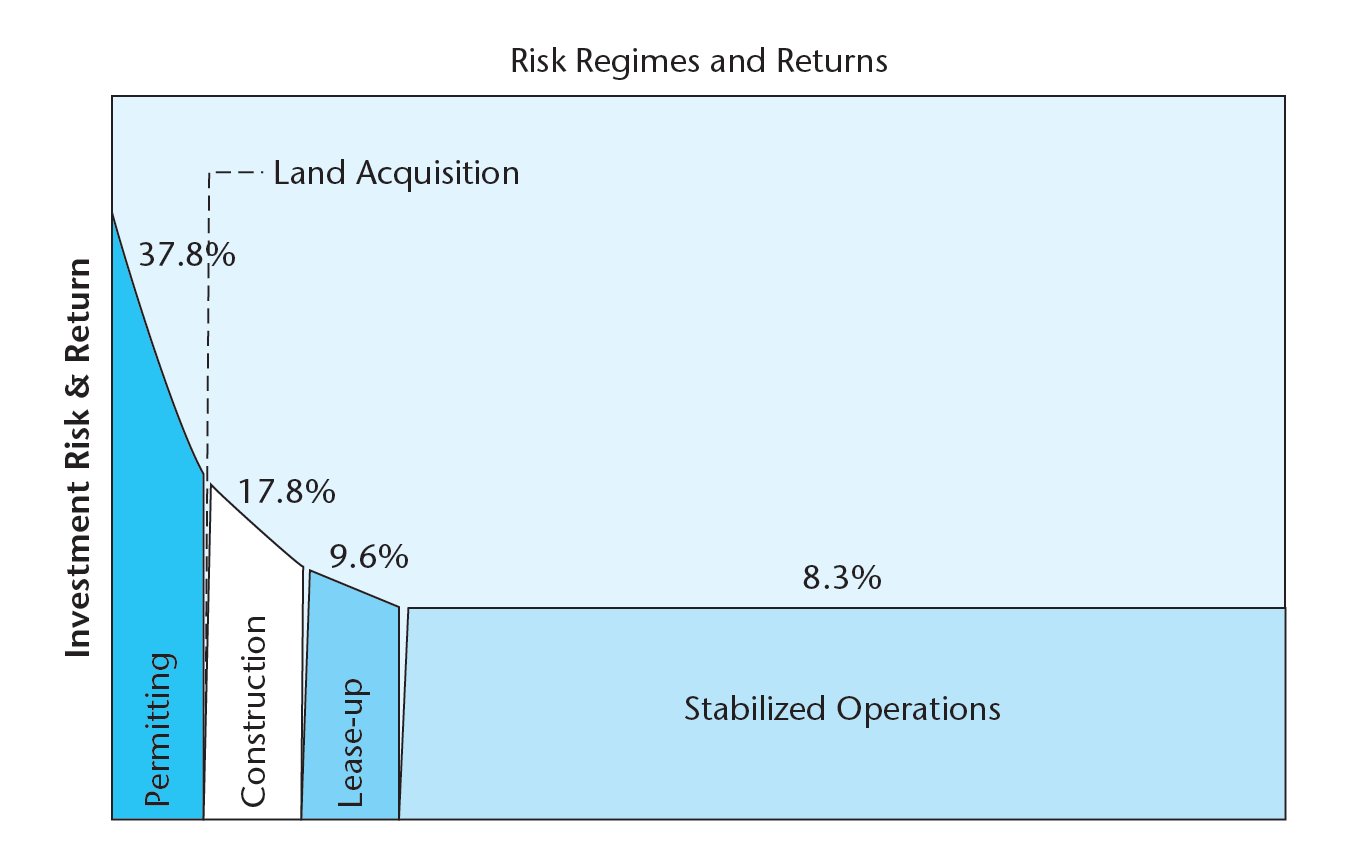 Risk Regimes and Returns
Land Acquisition
37.8%
Investment Risk & Return
17.8%
9.6%
8.3%
Permitting
Construction
Lease-up
Stabilized Operations